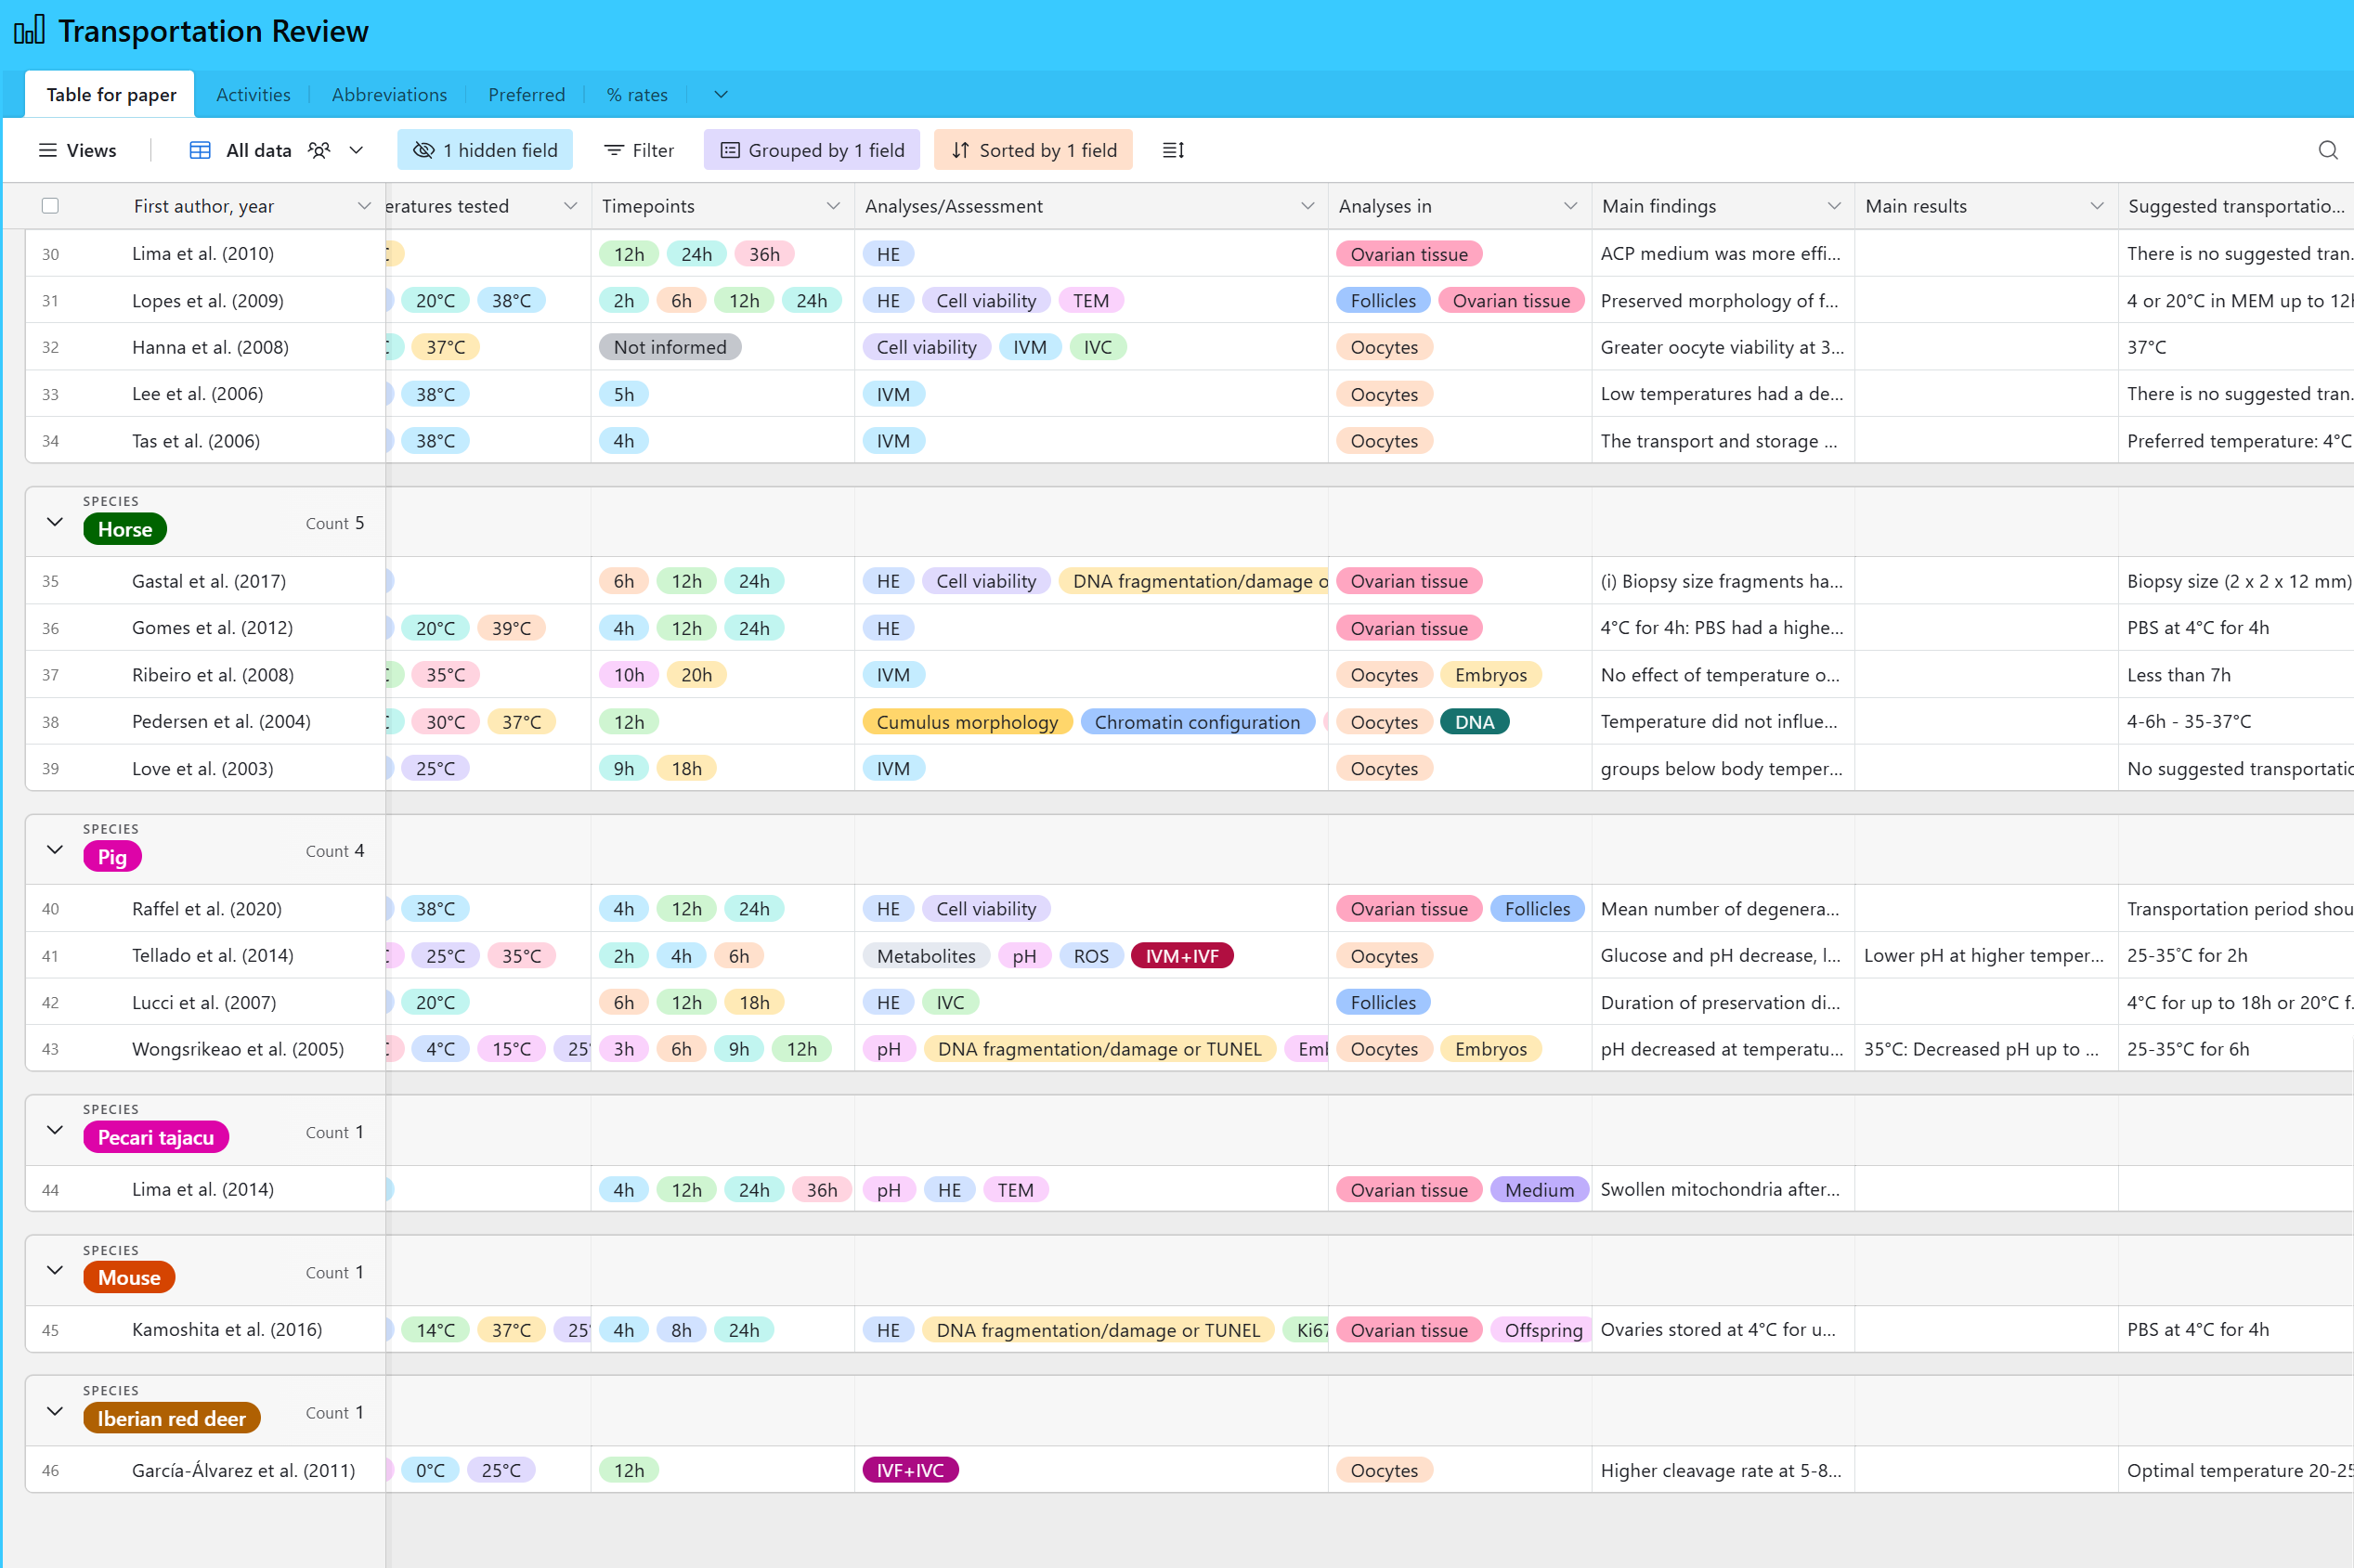 Transportation Review
Table for paper Activities Abbreviations Preferred % rates
Views All data 1 hidden field Filter Grouped by 1 field Sorted by 1 field
First author, year eratures tested Timepoints Analyses/Assessment Analyses in Main findings Main results Suggested transportatio...
30 Lima et al. (2010) 12h 24h 36h HE Ovarian tissue ACP medium was more effi... There is no suggested tran...
31 Lopes et al. (2009) 20°C 38°C 2h 6h 12h 24h HE Cell viability TEM Follicles Ovarian tissue Preserved morphology of f... 4 or 20°C in MEM up to 12h
32 Hanna et al. (2008) 37°C Not informed Cell viability IVM IVC Oocytes Greater oocyte viability at 3... 37°C
33 Lee et al. (2006) 38°C 5h IVM Oocytes Low temperatures had a de... There is no suggested tran...
34 Tas et al. (2006) 38°C 4h IVM Oocytes The transport and storage ... Preferred temperature: 4°C
SPECIES
Horse Count 5
35 Gastal et al. (2017) 6h 12h 24h HE Cell viability DNA fragmentation/damage o Ovarian tissue (i) Biopsy size fragments ha... Biopsy size (2 x 2 x 12 mm)
36 Gomes et al. (2012) 20°C 39°C 4h 12h 24h HE Ovarian tissue 4°C for 4h: PBS had a highe... PBS at 4°C for 4h
37 Ribeiro et al. (2008) 35°C 10h 20h IVM Oocytes Embryos No effect of temperature o... Less than 7h
38 Pedersen et al. (2004) 30°C 37°C 12h Cumulus morphology Chromatin configuration Oocytes DNA Temperature did not influe... 4-6h - 35-37°C
39 Love et al. (2003) 25°C 9h 18h IVM Oocytes groups below body temper... No suggested transportatio
SPECIES
Pig Count 4
40 Raffel et al. (2020) 38°C 4h 12h 24h HE Cell viability Ovarian tissue Follicles Mean number of degenera... Transportation period shou
41 Tellado et al. (2014) 25°C 35°C 2h 4h 6h Metabolites pH ROS IVM+IVF Oocytes Glucose and pH decrease, l... Lower pH at higher temper... 25-35°C for 2h
42 Lucci et al. (2007) 20°C 6h 12h 18h HE IVC Follicles Duration of preservation di... 4°C for up to 18h or 20°C f...
43 Wongsrikeao et al. (2005) 4°C 15°C 25° 3h 6h 9h 12h pH DNA fragmentation/damage or TUNEL Emb Oocytes Embryos pH decreased at temperatu... 35°C: Decreased pH up to ... 25-35°C for 6h
SPECIES
Pecari tajacu Count 1
44 Lima et al. (2014) 4h 12h 24h 36h pH HE TEM Ovarian tissue Medium Swollen mitochondria after...
SPECIES
Mouse Count 1
45 Kamoshita et al. (2016) 14°C 37°C 25° 4h 8h 24h HE DNA fragmentation/damage or TUNEL Ki67 Ovarian tissue Offspring Ovaries stored at 4°C for u... PBS at 4°C for 4h
SPECIES
Iberian red deer Count 1
46 García-Álvarez et al. (2011) 0°C 25°C 12h IVF+IVC Oocytes Higher cleavage rate at 5-8... Optimal temperature 20-25